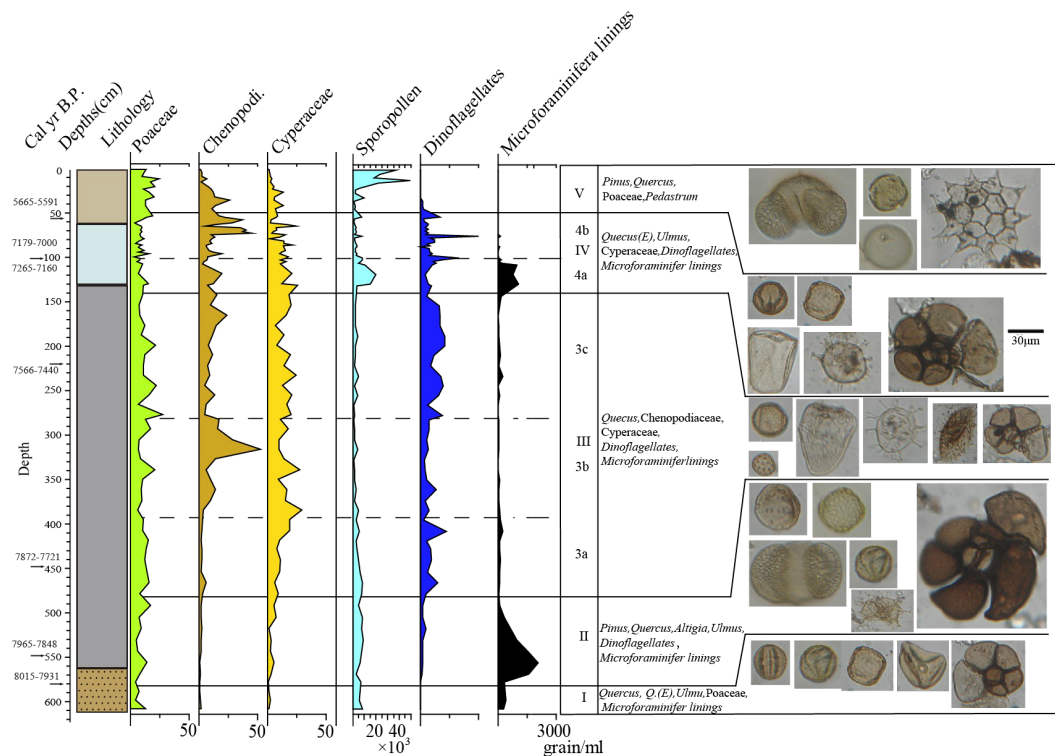 Cal yr B.P.
Depths(cm)
Lithology
Poaceae
Chenopodi.
Cyperaceae
Sporopollen
Dinoflagellates
Microforaminifera linings
Depth
0
50
100
150
200
250
300
350
400
450
500
550
600
5665-5591
7179-7000
7265-7160
7566-7440
7872-7721
7965-7848
8015-7931
50
50
50
20 40
×10³
3000
grain/ml
V
4b
IV
4a
3c
III
3b
3a
II
I
Pinus, Quercus,
Poaceae,Pedastrum
Quecus(E),Ulmus,
Cyperaceae,Dinoflagellates,
Microforaminifer linings
Quecus,Chenopodiaceae,
Cyperaceae,
Dinoflagellates,
Microforaminiferlinings
Pinus,Quercus,Altigia,Ulmus,
Dinoflagellates ,
Microforaminifer linings
Quercus, Q.(E),Ulmu,Poaceae,
Microforaminifer linings
30μm